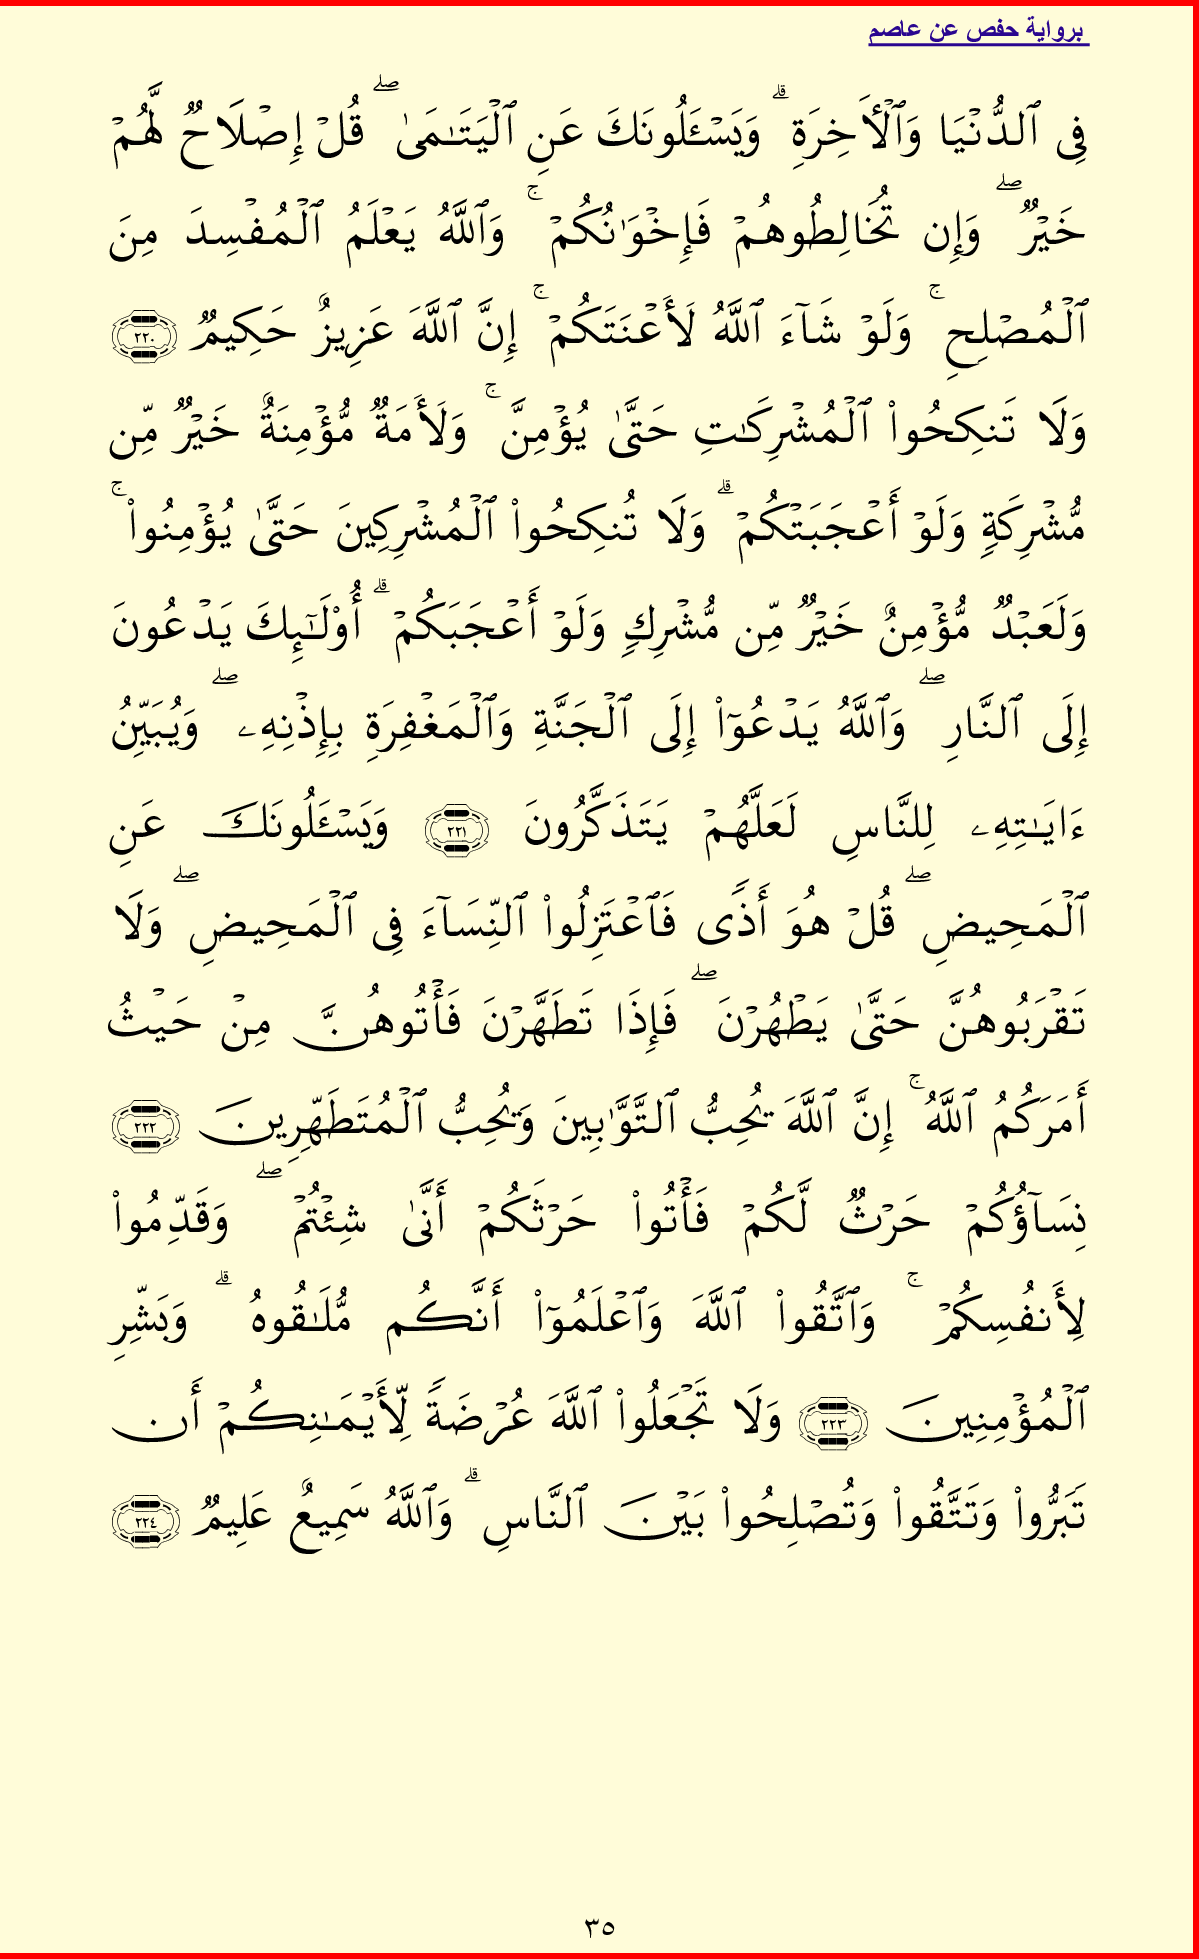 برواية حفص عن عاصم
فِى ٱلدُّنۡيَا وَٱلۡأَخِرَةِۗ وَيَسۡـَٔلُونَكَ عَنِ ٱلۡيَتَـٰمَىٰۖ قُلۡ إِصۡلَاحٌ۬ لَّهُمۡ
خَيۡرٌ۬ۖ وَإِن تُخَالِطُوهُمۡ فَإِخۡوَٲنُكُمۡۚ وَٱللَّهُ يَعۡلَمُ ٱلۡمُفۡسِدَ مِنَ
ٱلۡمُصۡلِحِۚ وَلَوۡ شَآءَ ٱللَّهُ لَأَعۡنَتَكُمۡۚ إِنَّ ٱللَّهَ عَزِيزٌ حَكِيمٌ۬ ٢٢٠
وَلَا تَنكِحُواْ ٱلۡمُشۡرِكَـٰتِ حَتَّىٰ يُؤۡمِنَّۚ وَلَأَمَةٌ۬ مُّؤۡمِنَةٌ خَيۡرٌ۬ مِّن
مُّشۡرِكَةٍ۬ وَلَوۡ أَعۡجَبَتۡكُمۡۗ وَلَا تُنكِحُواْ ٱلۡمُشۡرِكِينَ حَتَّىٰ يُؤۡمِنُواْۚ
وَلَعَبۡدٌ۬ مُّؤۡمِنٌ خَيۡرٌ۬ مِّن مُّشۡرِكٍ۬ وَلَوۡ أَعۡجَبَكُمۡۗ أُوْلَـٰٓٮِٕكَ يَدۡعُونَ
إِلَى ٱلنَّارِۖ وَٱللَّهُ يَدۡعُوٓاْ إِلَى ٱلۡجَنَّةِ وَٱلۡمَغۡفِرَةِ بِإِذۡنِهِۦۖ وَيُبَيِّنُ
ءَايَـٰتِهِۦ لِلنَّاسِ لَعَلَّهُمۡ يَتَذَكَّرُونَ ٢٢١ وَيَسۡـَٔلُونَكَ عَنِ
ٱلۡمَحِيضِۖ قُلۡ هُوَ أَذً۬ى فَٱعۡتَزِلُواْ ٱلنِّسَآءَ فِى ٱلۡمَحِيضِۖ وَلَا
تَقۡرَبُوهُنَّ حَتَّىٰ يَطۡهُرۡنَۖ فَإِذَا تَطَهَّرۡنَ فَأۡتُوهُنَّ مِنۡ حَيۡثُ
أَمَرَكُمُ ٱللَّهُۚ إِنَّ ٱللَّهَ يُحِبُّ ٱلتَّوَّٲبِينَ وَيُحِبُّ ٱلۡمُتَطَهِّرِينَ ٢٢٢
نِسَآؤُكُمۡ حَرۡثٌ۬ لَّكُمۡ فَأۡتُواْ حَرۡثَكُمۡ أَنَّىٰ شِئۡتُمۡۖ وَقَدِّمُواْ
لِأَنفُسِكُمۡۚ وَٱتَّقُواْ ٱللَّهَ وَٱعۡلَمُوٓاْ أَنَّڪُم مُّلَـٰقُوهُۗ وَبَشِّرِ
ٱلۡمُؤۡمِنِينَ ٢٢٣ وَلَا تَجۡعَلُواْ ٱللَّهَ عُرۡضَةً۬ لِّأَيۡمَـٰنِڪُمۡ أَن
تَبَرُّواْ وَتَتَّقُواْ وَتُصۡلِحُواْ بَيۡنَ ٱلنَّاسِۗ وَٱللَّهُ سَمِيعٌ عَلِيمٌ۬ ٢٢٤
٣٥